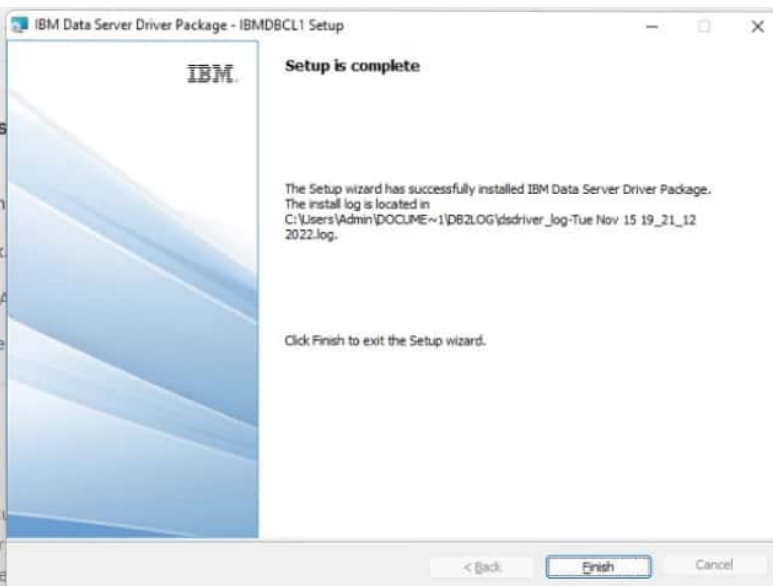 IBM Data Server Driver Package - IBMDBCL1 Setup
IBM.
Setup is complete
The Setup wizard has successfully installed IBM Data Server Driver Package.
The install log is located in
C:\Users\Admin\DOCUME~1\DB2LOG\dsdriver_log-Tue Nov 15 19_21_12
2022.log.
Click Finish to exit the Setup wizard.
< Back
Finish
Cancel